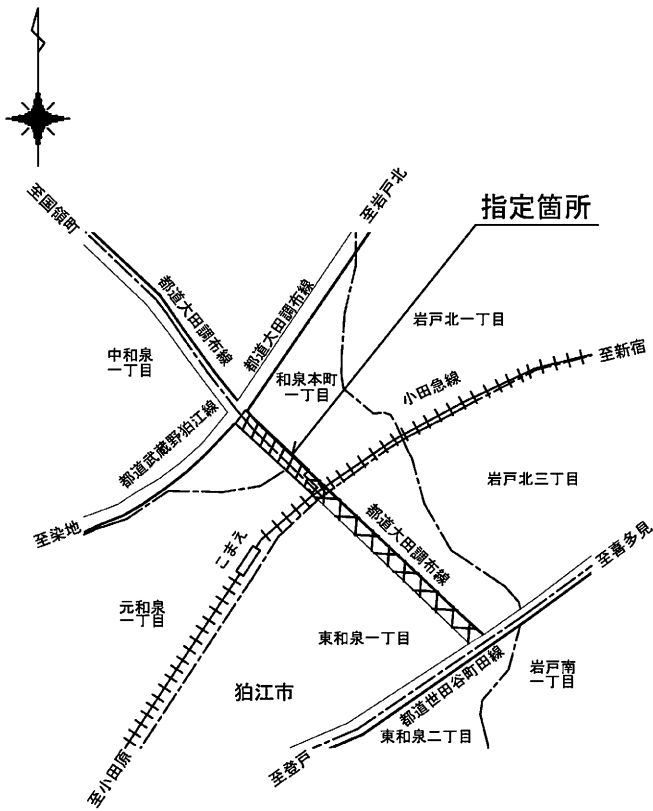 至国領町
至岩戸北
指定箇所
都道大田調布線
都道大田調布線
岩戸北一丁目
中和泉
一丁目
和泉本町
一丁目
至新宿
小田急線
都道武蔵野狛江線
岩戸北三丁目
至染地
こまえ
都道大田調布線
至喜多見
元和泉
一丁目
東和泉一丁目
岩戸南
一丁目
狛江市
都道世田谷町田線
東和泉二丁目
至登戸
至小田原